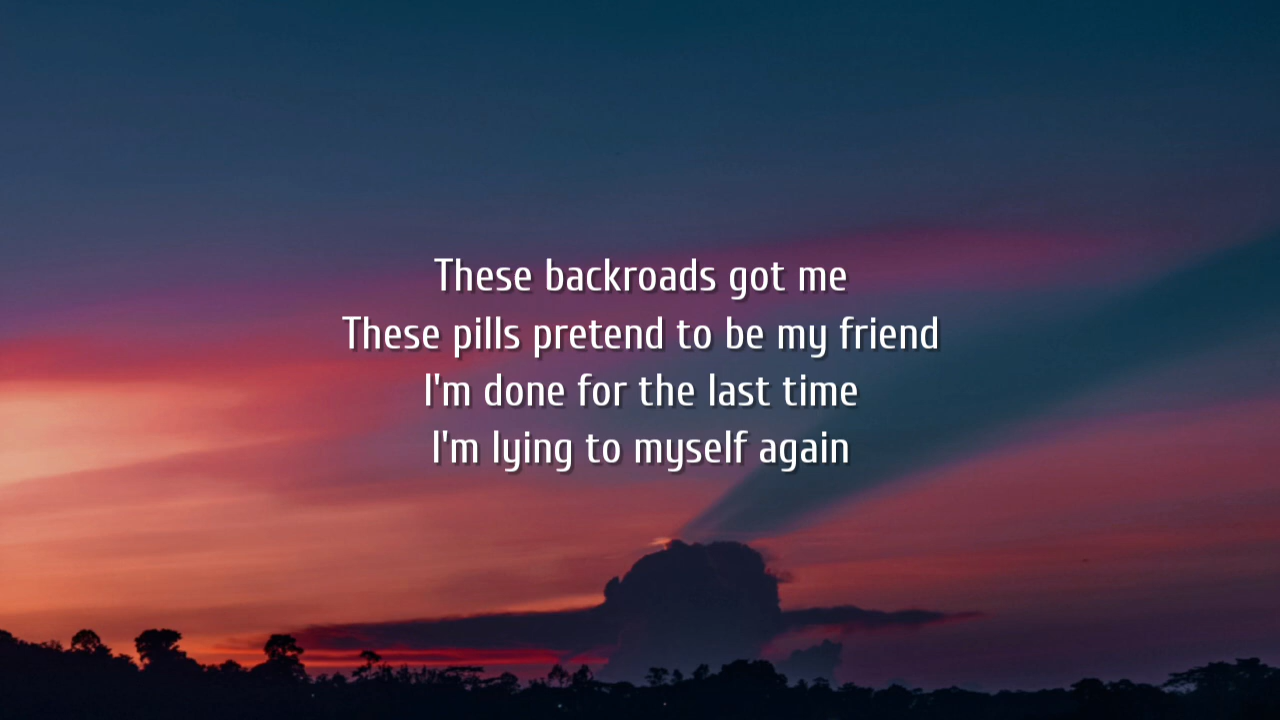 These backroads got me
These pills pretend to be my friend
I'm done for the last time
I'm lying to myself again